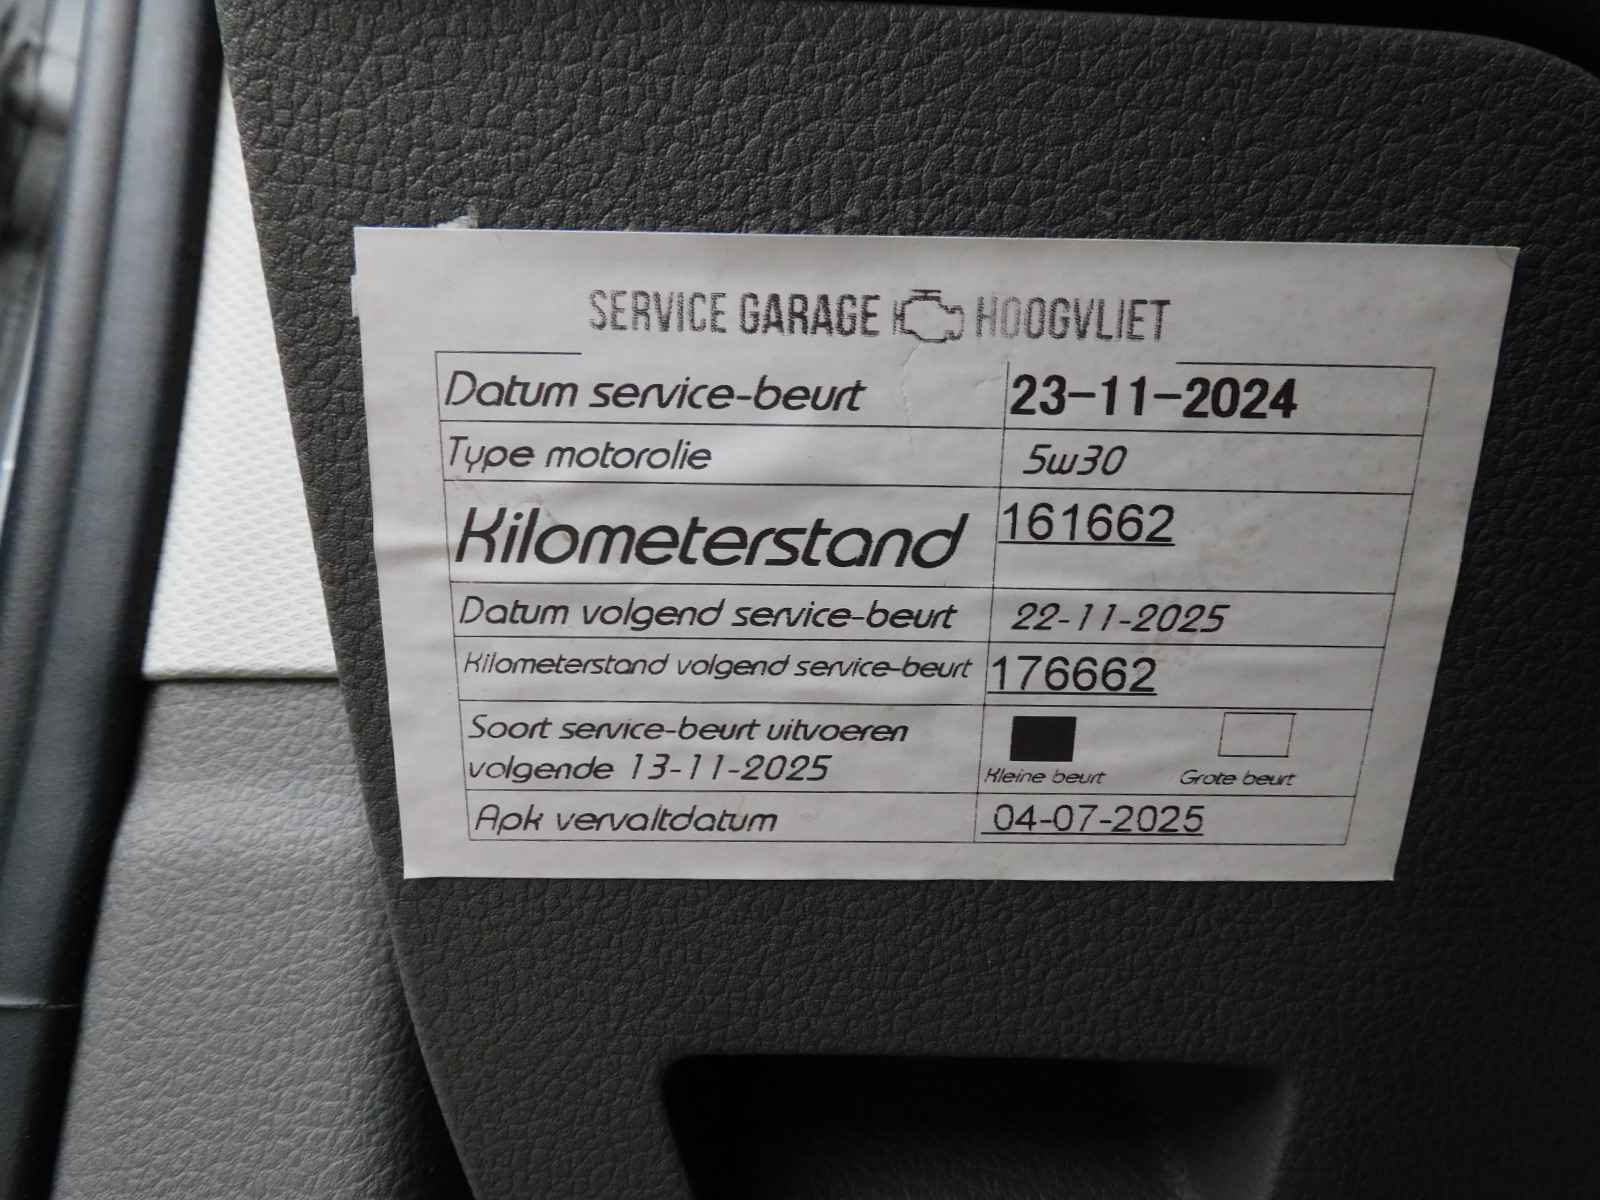 SERVICE GARAGE HOOGVLIET
Datum service-beurt 23-11-2024
Type motorolie 5w30
Kilometerstand 161662
Datum volgend service-beurt 22-11-2025
Kilometerstand volgend service-beurt 176662
Soort service-beurt uitvoeren
volgende 13-11-2025
Kleine beurt Grote beurt
Apk vervaltdatum 04-07-2025